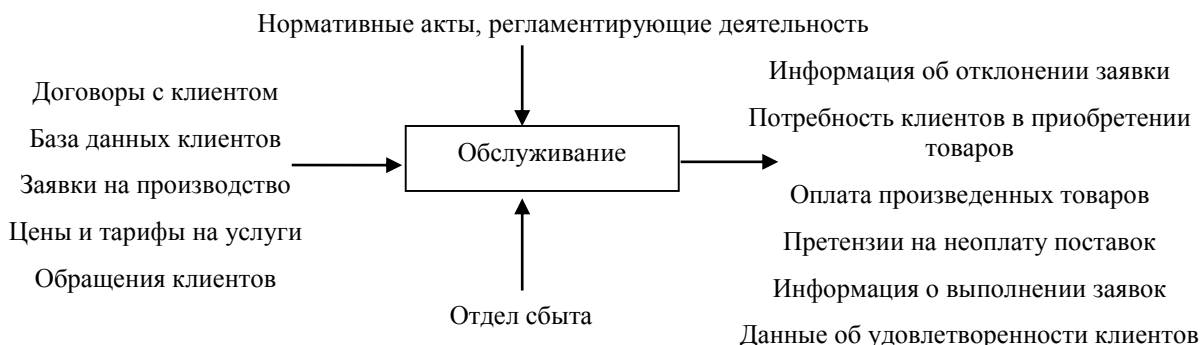 Нормативные акты, регламентирующие деятельность
Договоры с клиентом
База данных клиентов
Заявки на производство
Цены и тарифы на услуги
Обращения клиентов
Обслуживание
Отдел сбыта
Информация об отклонении заявки
Потребность клиентов в приобретении
товаров
Оплата произведенных товаров
Претензии на неоплату поставок
Информация о выполнении заявок
Данные об удовлетворенности клиентов